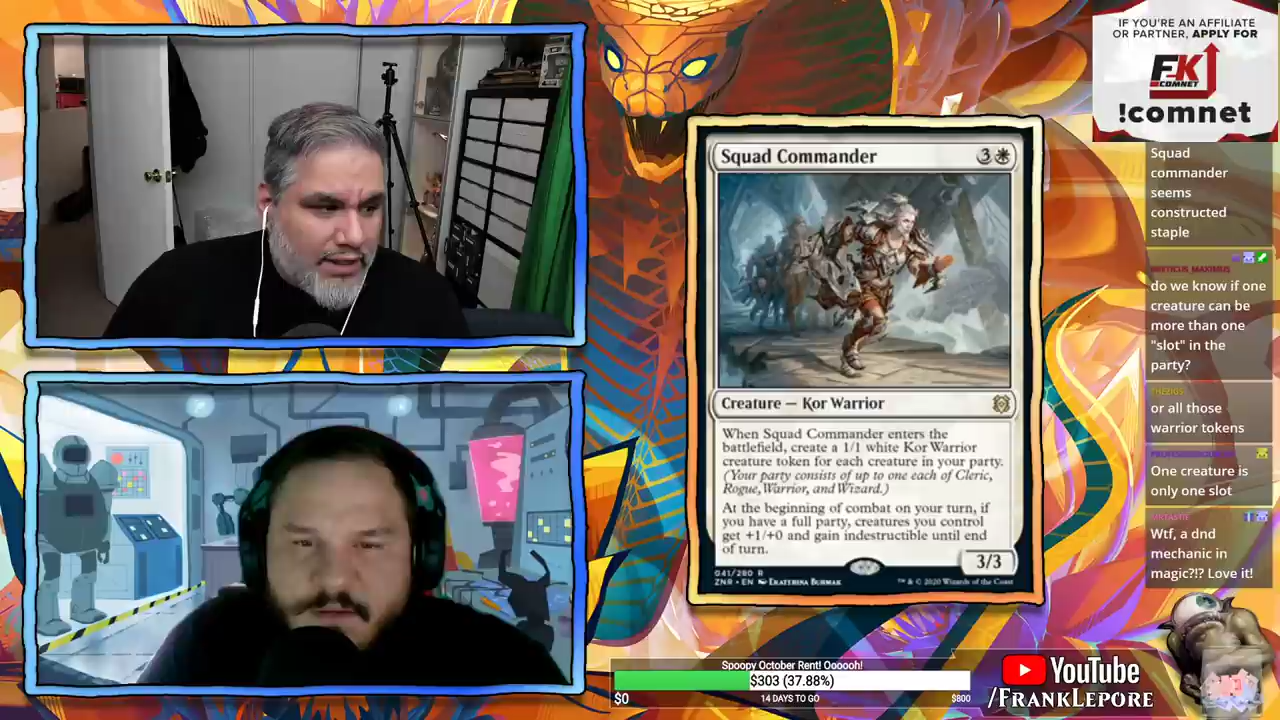 IF YOU'RE AN AFFILIATE
OR PARTNER, APPLY FOR
FK
COMNET
!comnet
Squad
commander
seems
constructed
staple
do we know if one
creature can be
more than one
"slot" in the
party?
or all those
warrior tokens
One creature is
only one slot
Wtf, a dnd
mechanic in
magic?!? Love it!
Squad Commander 3
Creature — Kor Warrior
When Squad Commander enters the
battlefield, create a 1/1 white Kor Warrior
creature token for each creature in your party.
(Your party consists of up to one each of Cleric,
Rogue, Warrior, and Wizard.)
At the beginning of combat on your turn, if
you have a full party, creatures you control
get +1/+0 and gain indestructible until end
of turn.
3/3
041/280 R
ZNR • EN EKATERINA BURMAK
™ & © 2020 Wizards of the Coast
Spoopy October Rent! Oooooh!
$303 (37.88%)
$0 14 DAYS TO GO $800
YouTube
/FRANKLEPORE